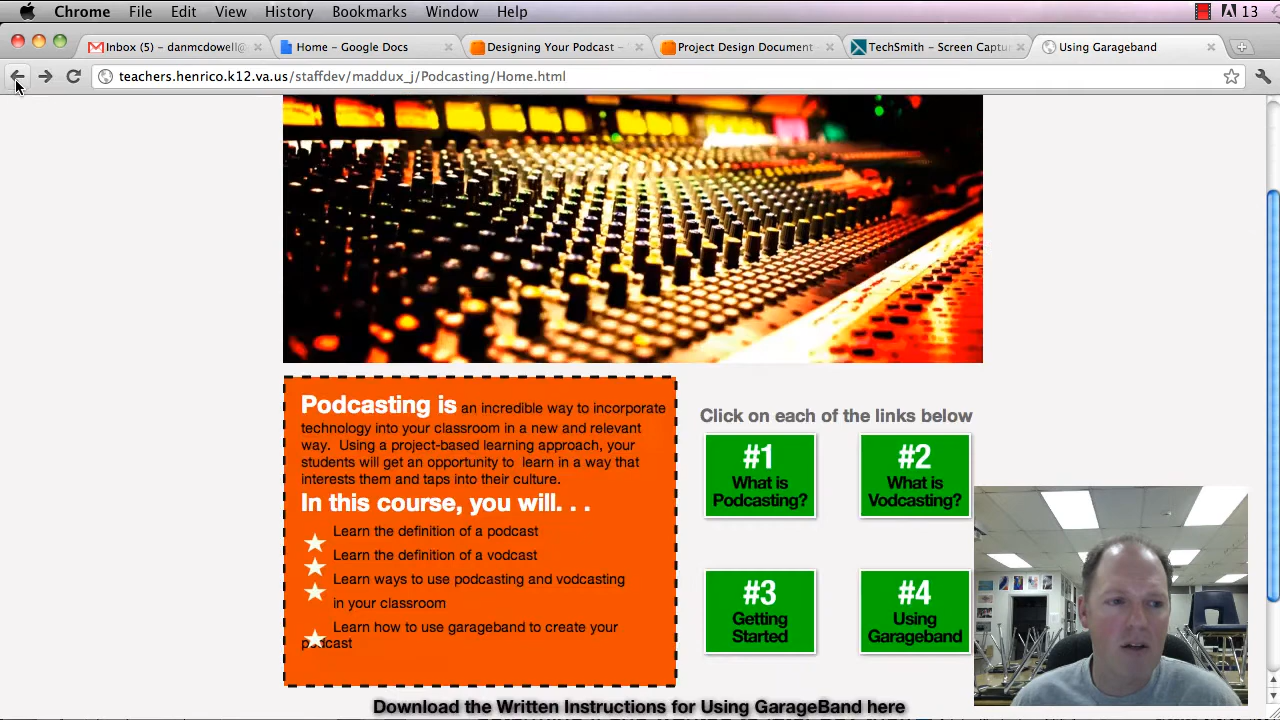 Chrome File Edit View History Bookmarks Window Help 13
Inbox (5) – danmcdowell@
Home – Google Docs
Designing Your Podcast –
Project Design Document
TechSmith – Screen Captur
Using Garageband
teachers.henrico.k12.va.us/staffdev/maddux_j/Podcasting/Home.html
Podcasting is an incredible way to incorporate
technology into your classroom in a new and relevant
way. Using a project-based learning approach, your
students will get an opportunity to learn in a way that
interests them and taps into their culture.
In this course, you will. . .
Learn the definition of a podcast
Learn the definition of a vodcast
Learn ways to use podcasting and vodcasting
in your classroom
Learn how to use garageband to create your
podcast
Click on each of the links below
#1
What is
Podcasting?
#2
What is
Vodcasting?
#3
Getting
Started
#4
Using
Garageband
Download the Written Instructions for Using GarageBand here